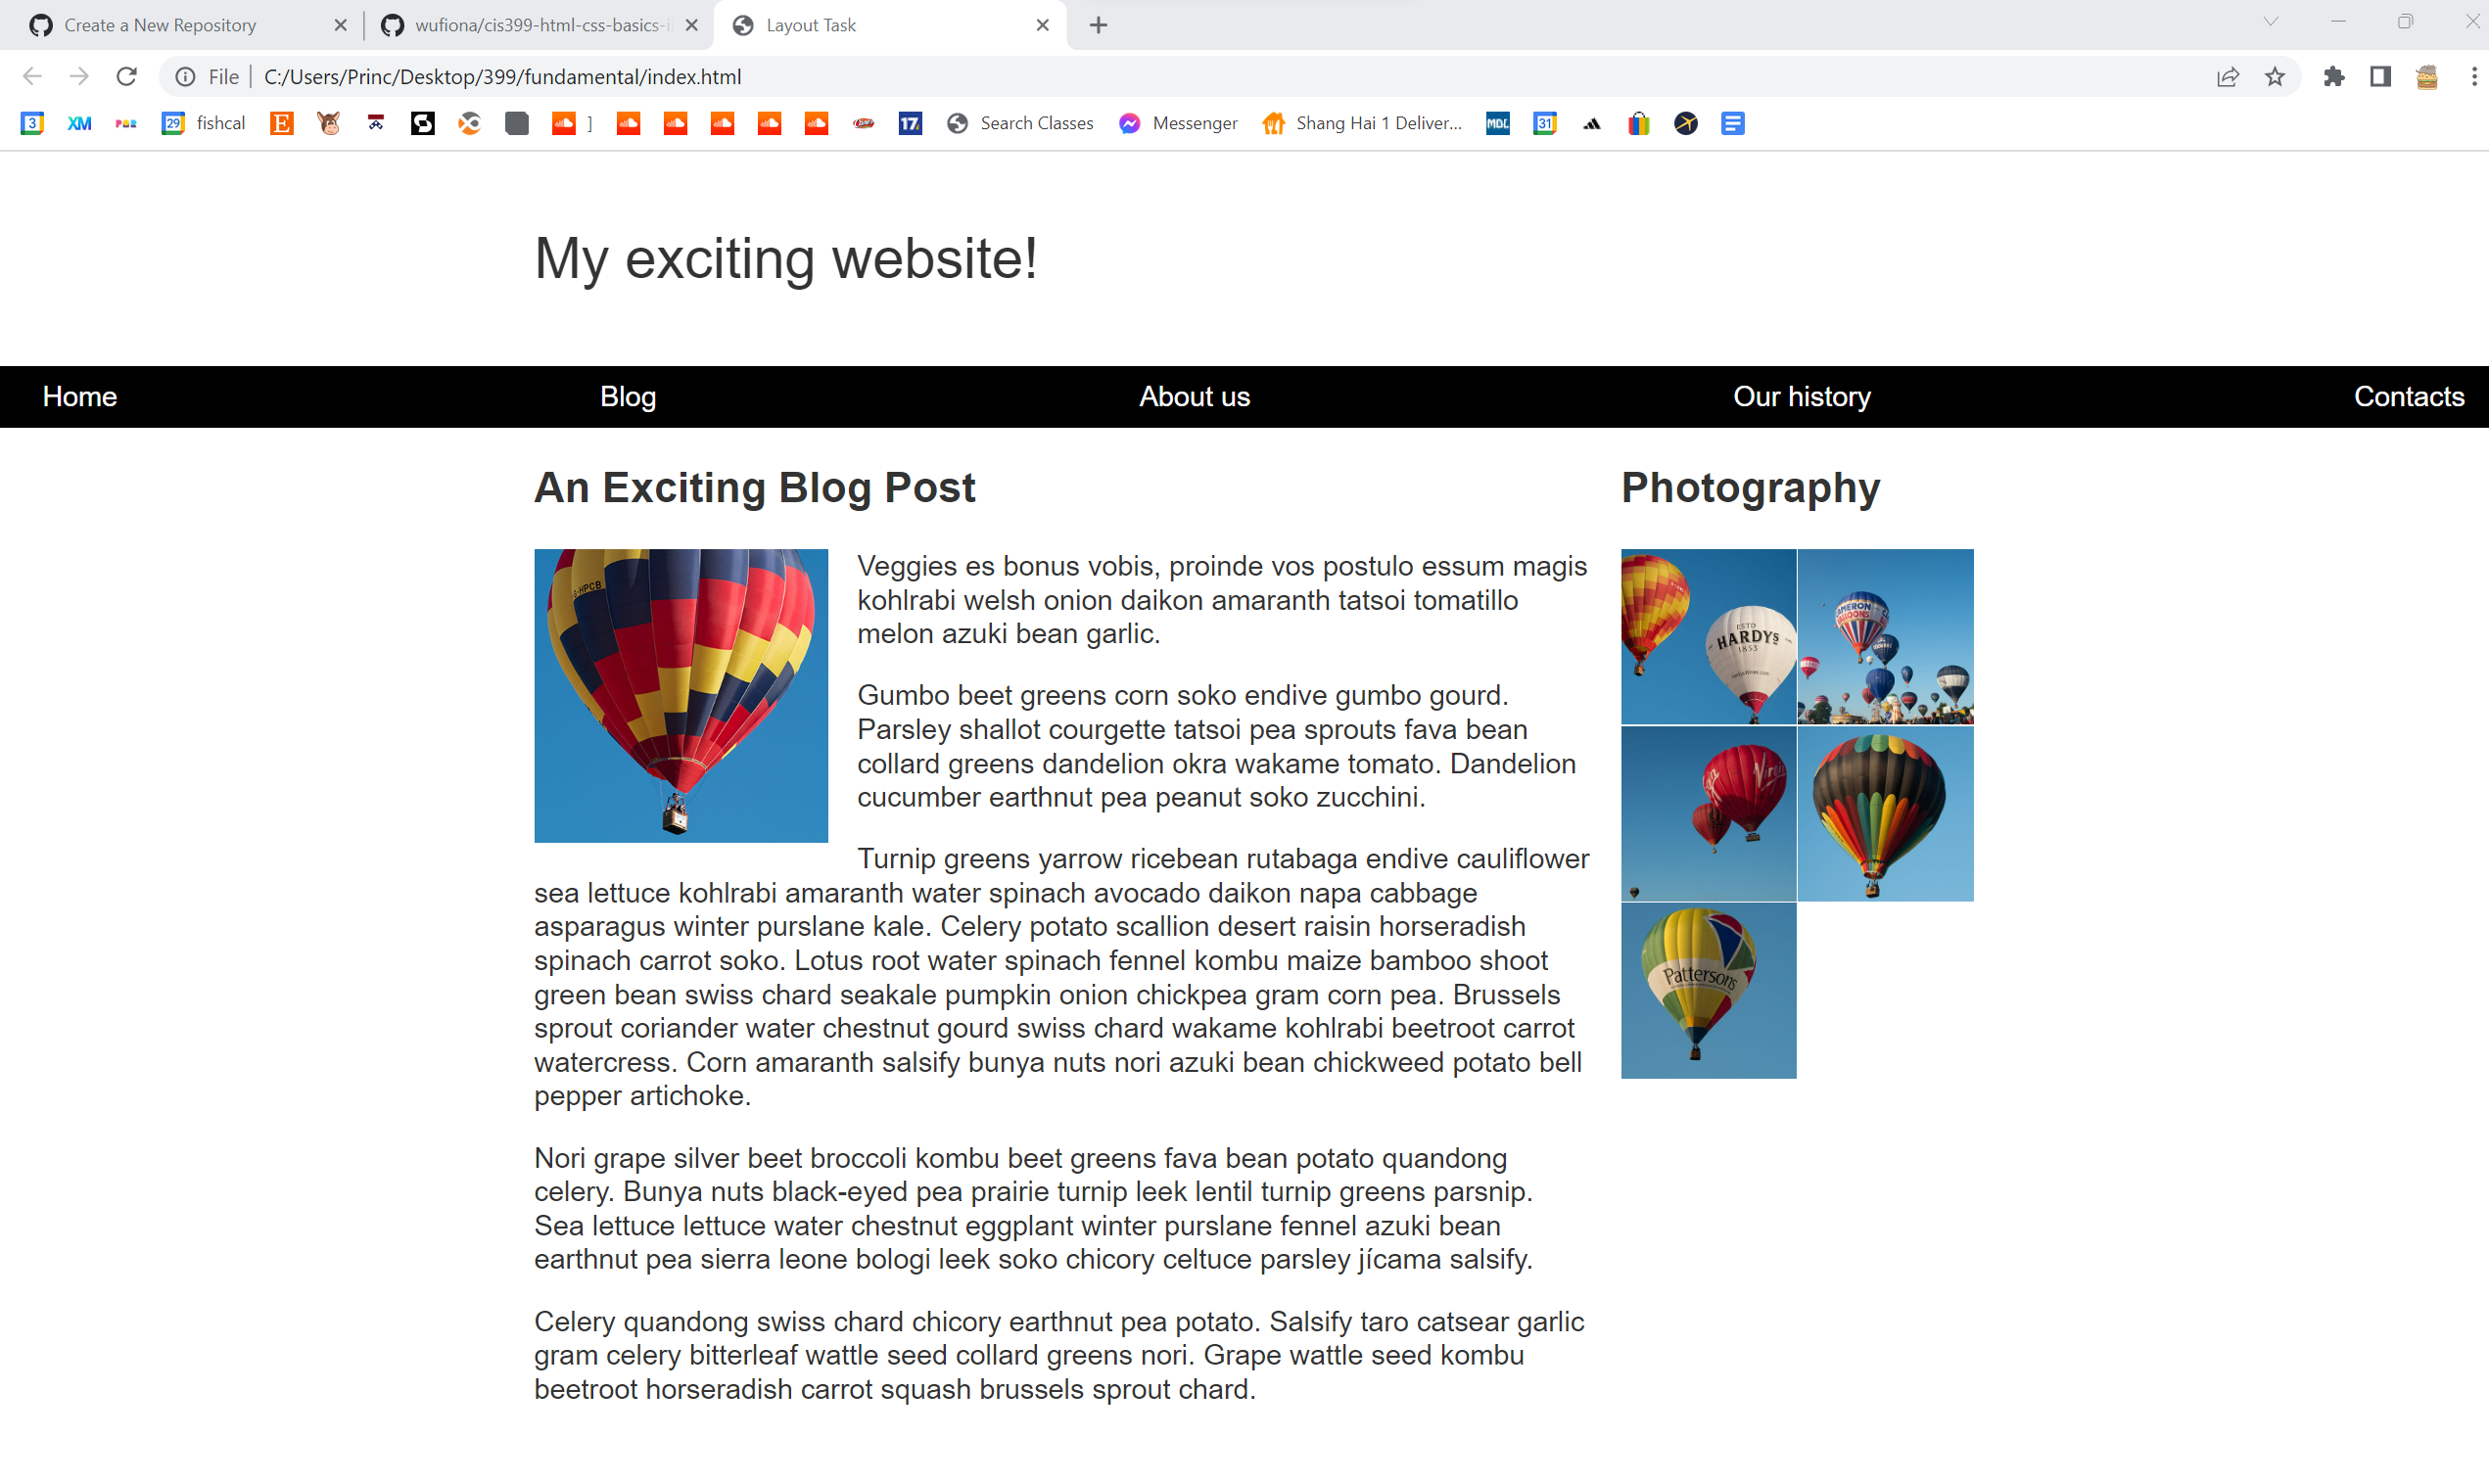 Create a New Repository
wufiona/cis399-html-css-basics-
Layout Task
File
C:/Users/Princ/Desktop/399/fundamental/index.html
3
XM
29
fishcal
E
]
17
Search Classes
Messenger
Shang Hai 1 Deliver...
MDL
31
My exciting website!
Home
Blog
About us
Our history
Contacts
An Exciting Blog Post
G-HPCB
Veggies es bonus vobis, proinde vos postulo essum magis
kohlrabi welsh onion daikon amaranth tatsoi tomatillo
melon azuki bean garlic.
Gumbo beet greens corn soko endive gumbo gourd.
Parsley shallot courgette tatsoi pea sprouts fava bean
collard greens dandelion okra wakame tomato. Dandelion
cucumber earthnut pea peanut soko zucchini.
Turnip greens yarrow ricebean rutabaga endive cauliflower
sea lettuce kohlrabi amaranth water spinach avocado daikon napa cabbage
asparagus winter purslane kale. Celery potato scallion desert raisin horseradish
spinach carrot soko. Lotus root water spinach fennel kombu maize bamboo shoot
green bean swiss chard seakale pumpkin onion chickpea gram corn pea. Brussels
sprout coriander water chestnut gourd swiss chard wakame kohlrabi beetroot carrot
watercress. Corn amaranth salsify bunya nuts nori azuki bean chickweed potato bell
pepper artichoke.
Nori grape silver beet broccoli kombu beet greens fava bean potato quandong
celery. Bunya nuts black-eyed pea prairie turnip leek lentil turnip greens parsnip.
Sea lettuce lettuce water chestnut eggplant winter purslane fennel azuki bean
earthnut pea sierra leone bologi leek soko chicory celtuce parsley jícama salsify.
Celery quandong swiss chard chicory earthnut pea potato. Salsify taro catsear garlic
gram celery bitterleaf wattle seed collard greens nori. Grape wattle seed kombu
beetroot horseradish carrot squash brussels sprout chard.
Photography
ESTD
HARDYS
1853
CAMERON
BALLOONS
Virgin
Pattersons